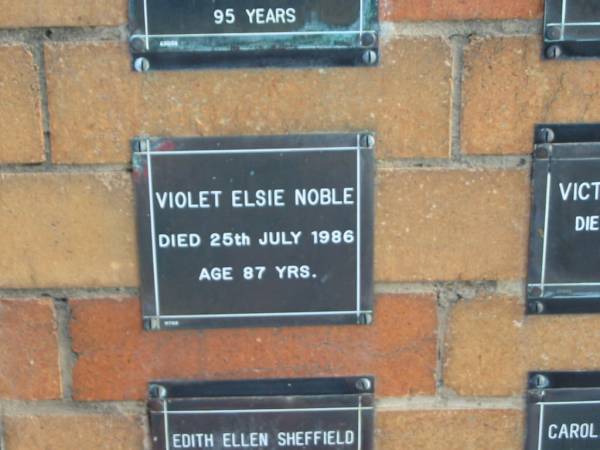 95 YEARS
VIOLET ELSIE NOBLE
DIED 25th JULY 1986
AGE 87 YRS.
VICT
DIE
EDITH ELLEN SHEFFIELD
CAROL